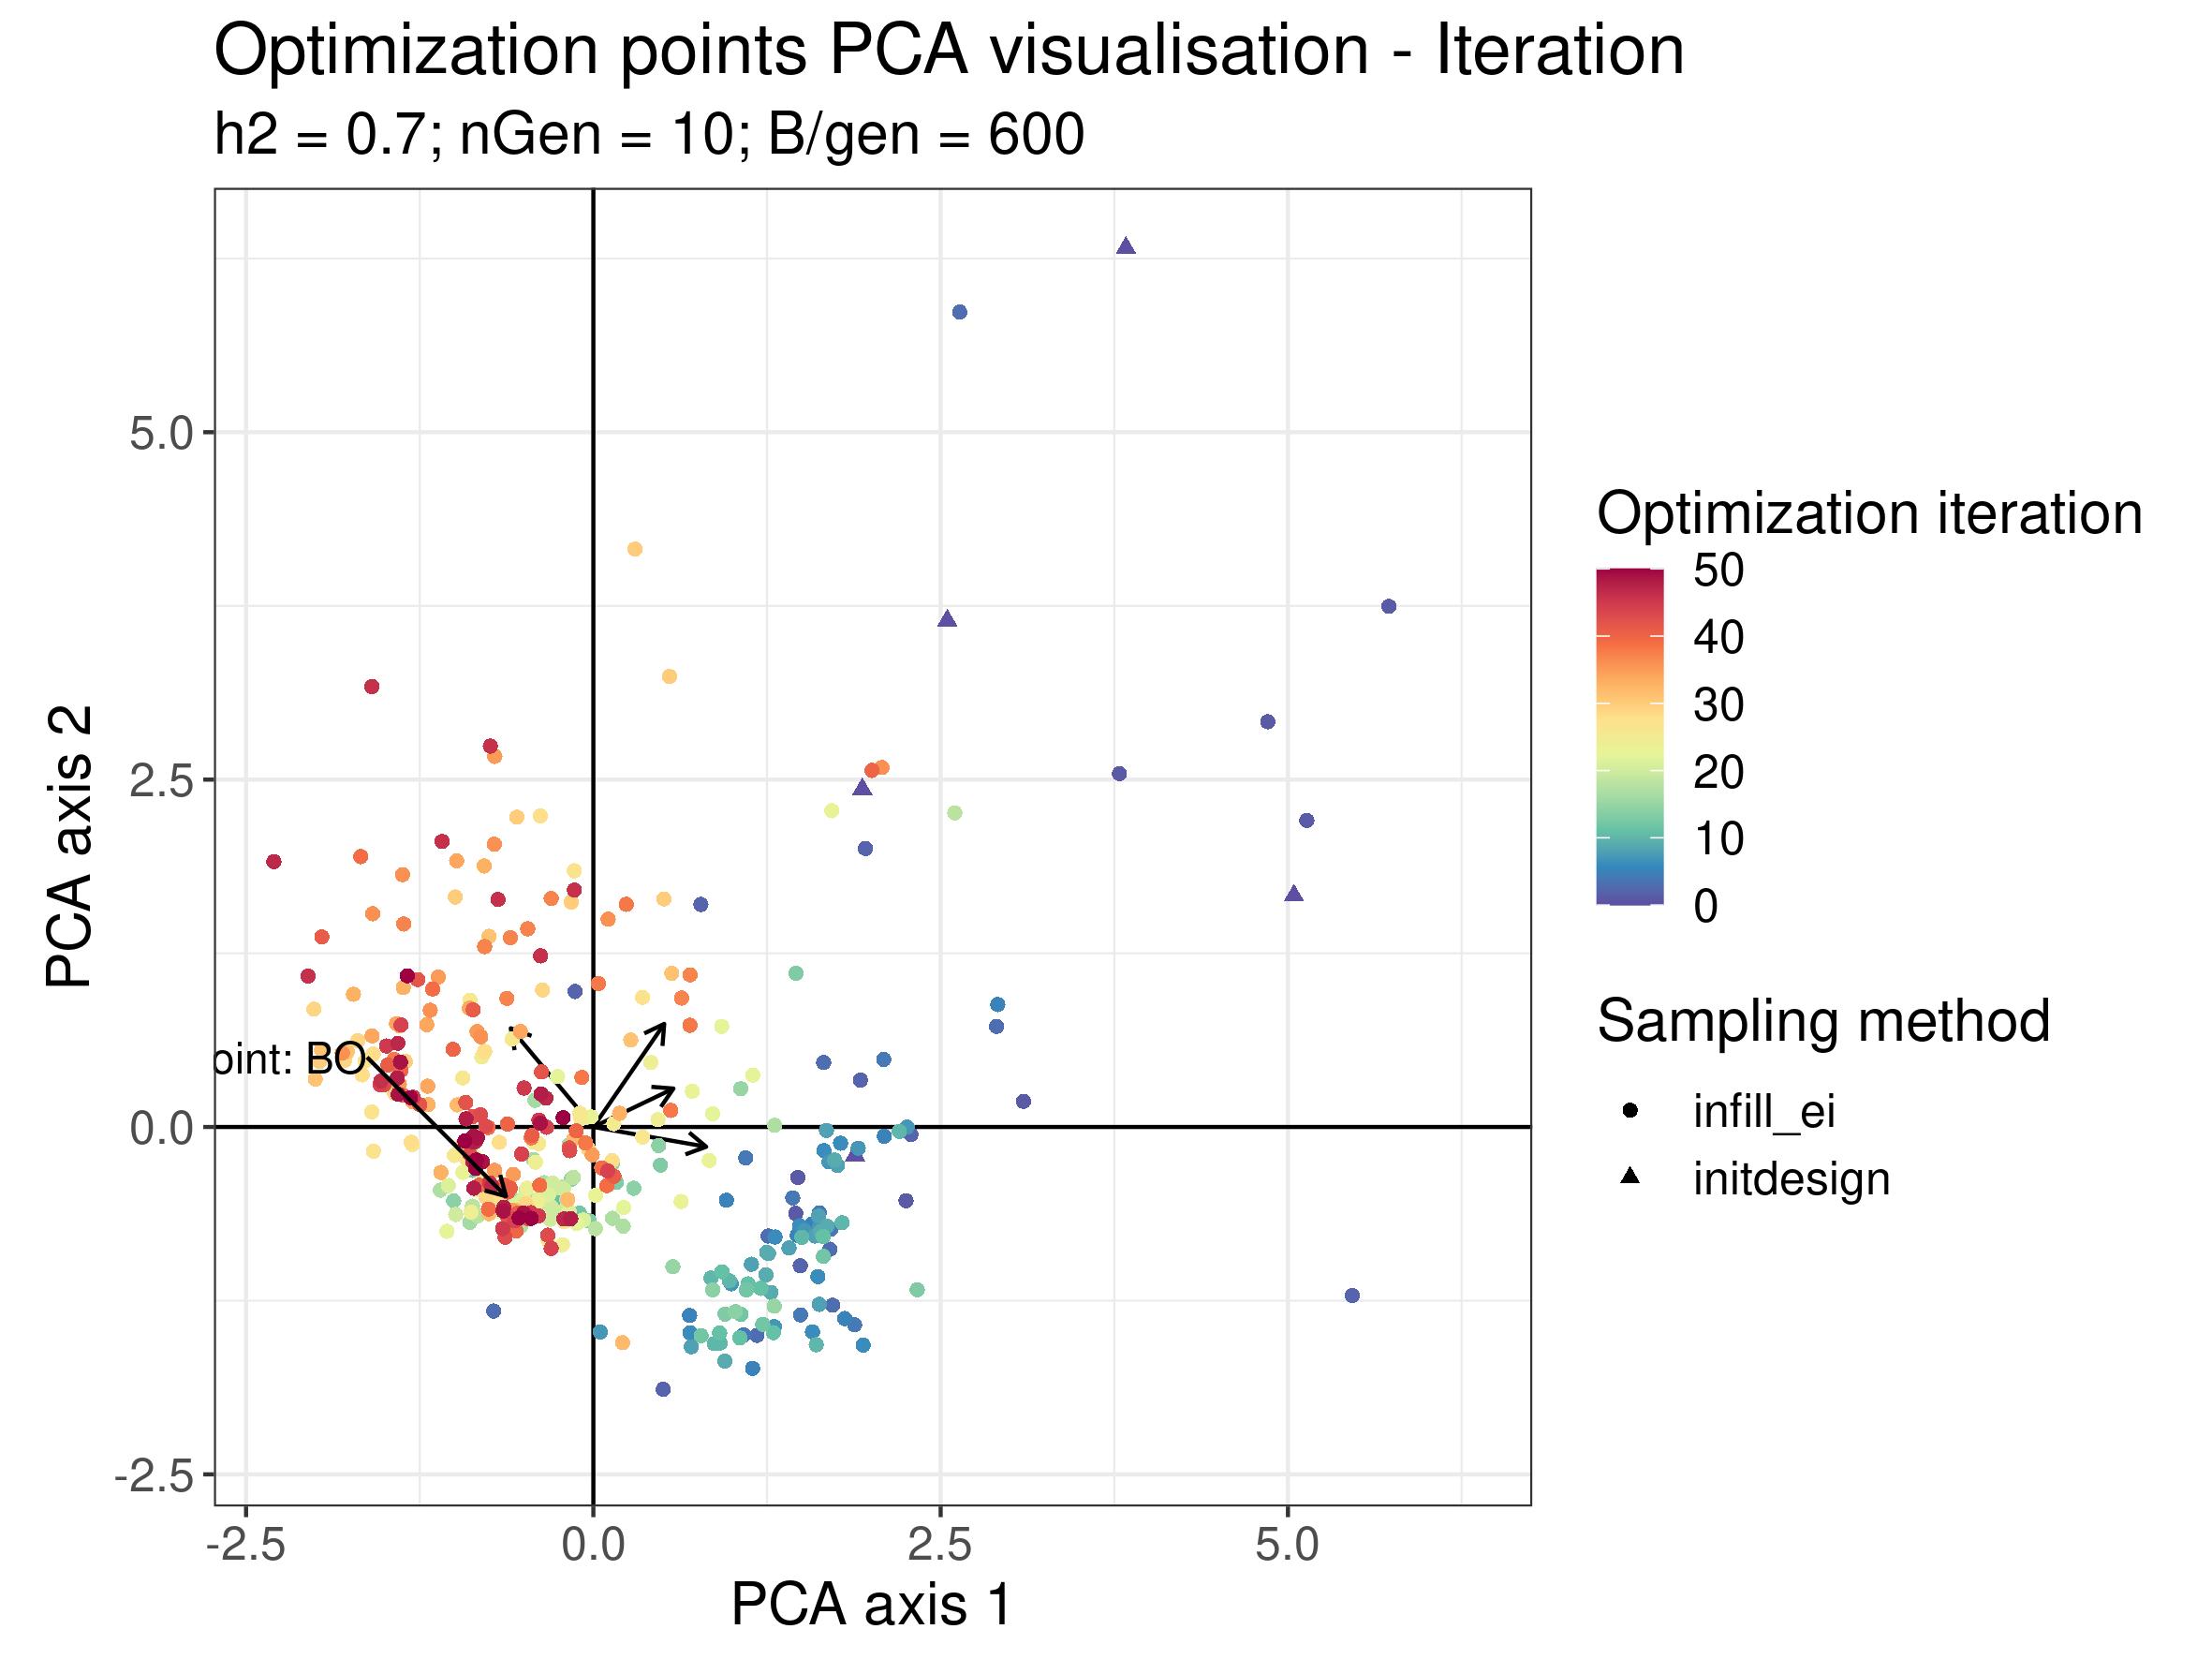 Optimization points PCA visualisation - Iteration
h2 = 0.7; nGen = 10; B/gen = 600
PCA axis 2
5.0
2.5
0.0
-2.5
oint: BO
-2.5
0.0
2.5
5.0
PCA axis 1
Optimization iteration
50
40
30
20
10
0
Sampling method
infill_ei
initdesign